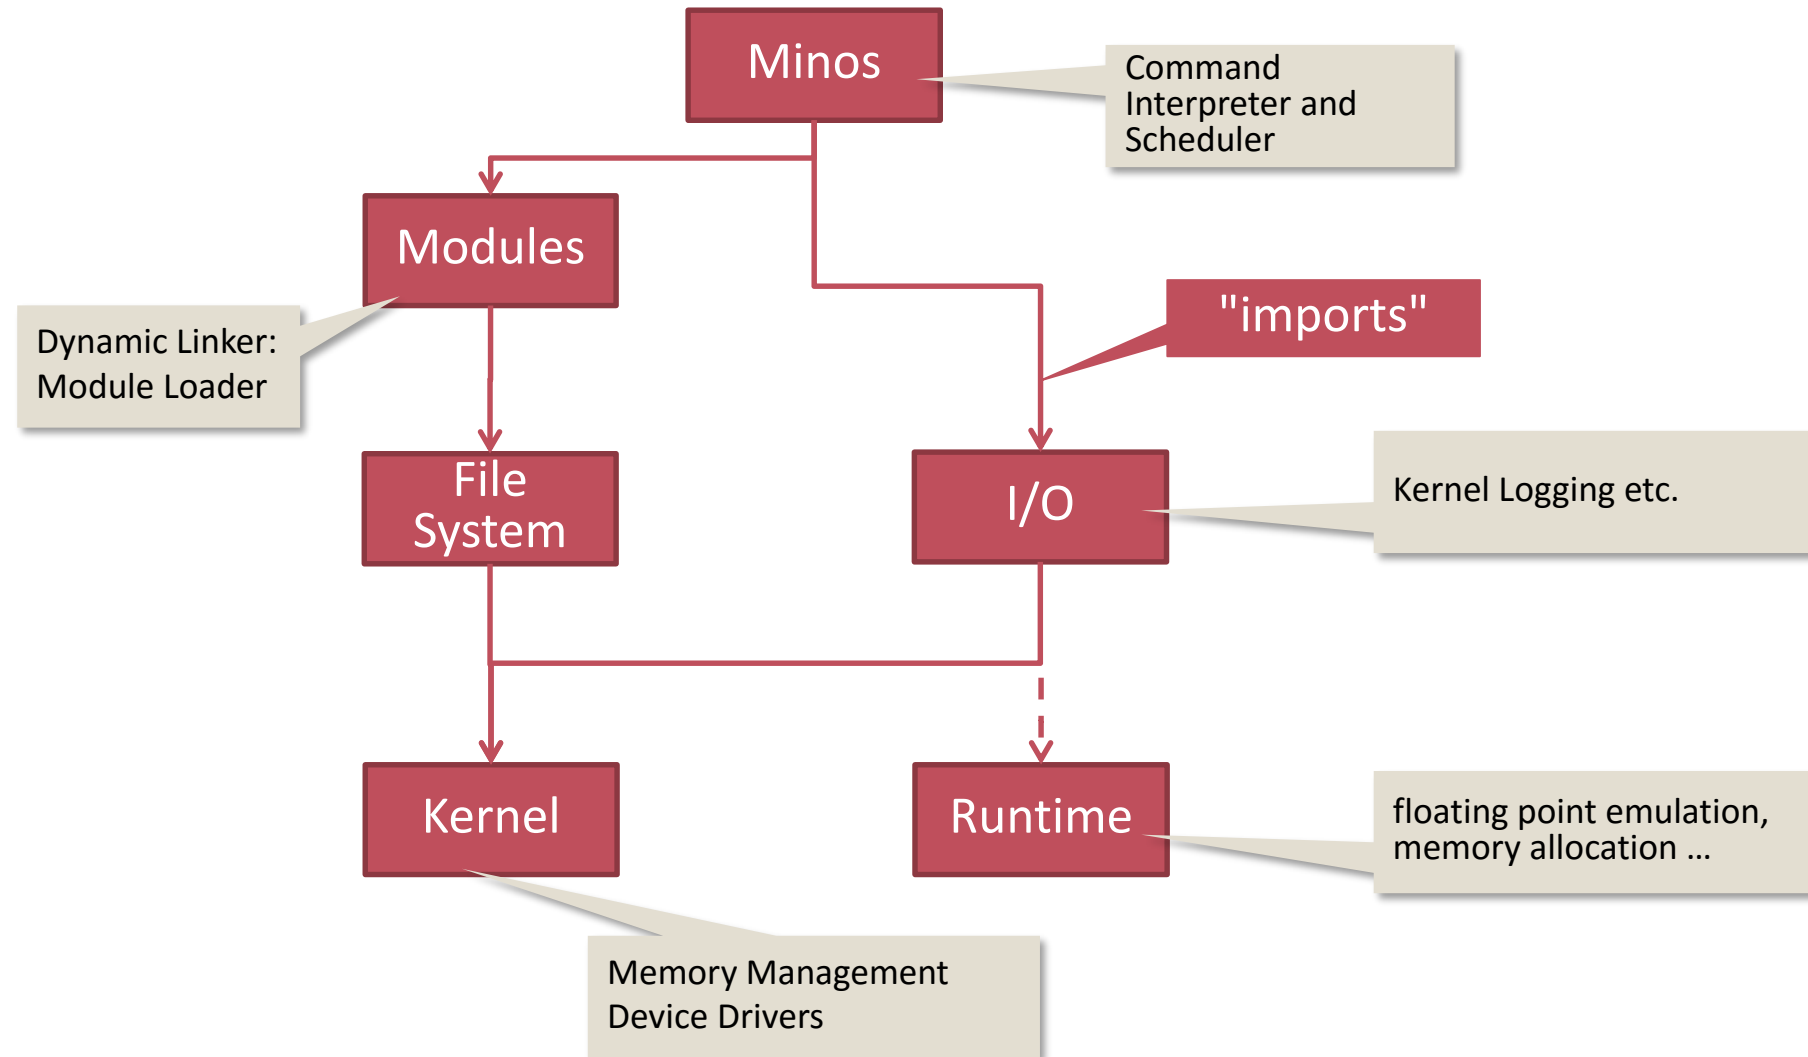 Minos
Command
Interpreter and
Scheduler
Modules
"imports"
Dynamic Linker:
Module Loader
File
System
I/O
Kernel Logging etc.
Kernel
Runtime
floating point emulation,
memory allocation ...
Memory Management
Device Drivers